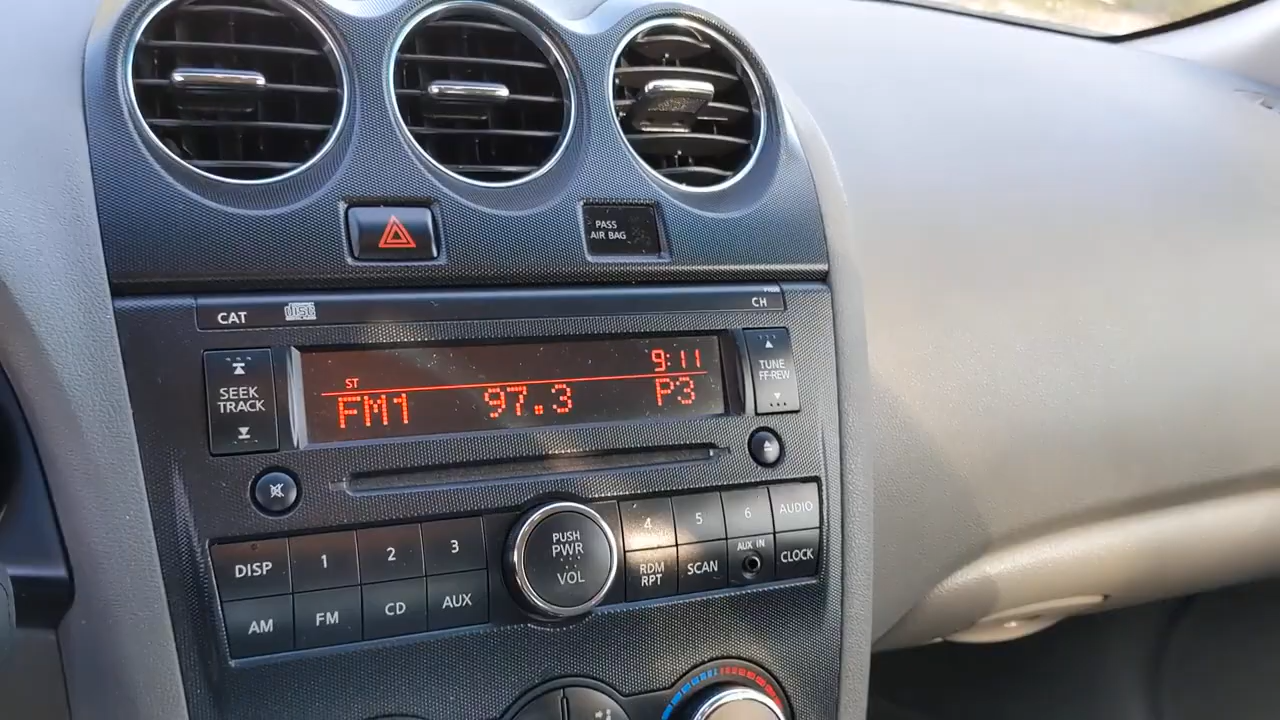 PASS
AIR BAG
CAT
disc
CH
SEEK
TRACK
ST
9:11
FM1 97.3 P3
TUNE
FF·REW
DISP
1
2
3
PUSH
PWR
VOL
4
5
6
AUDIO
AM
FM
CD
AUX
RDM
RPT
SCAN
AUX IN
CLOCK